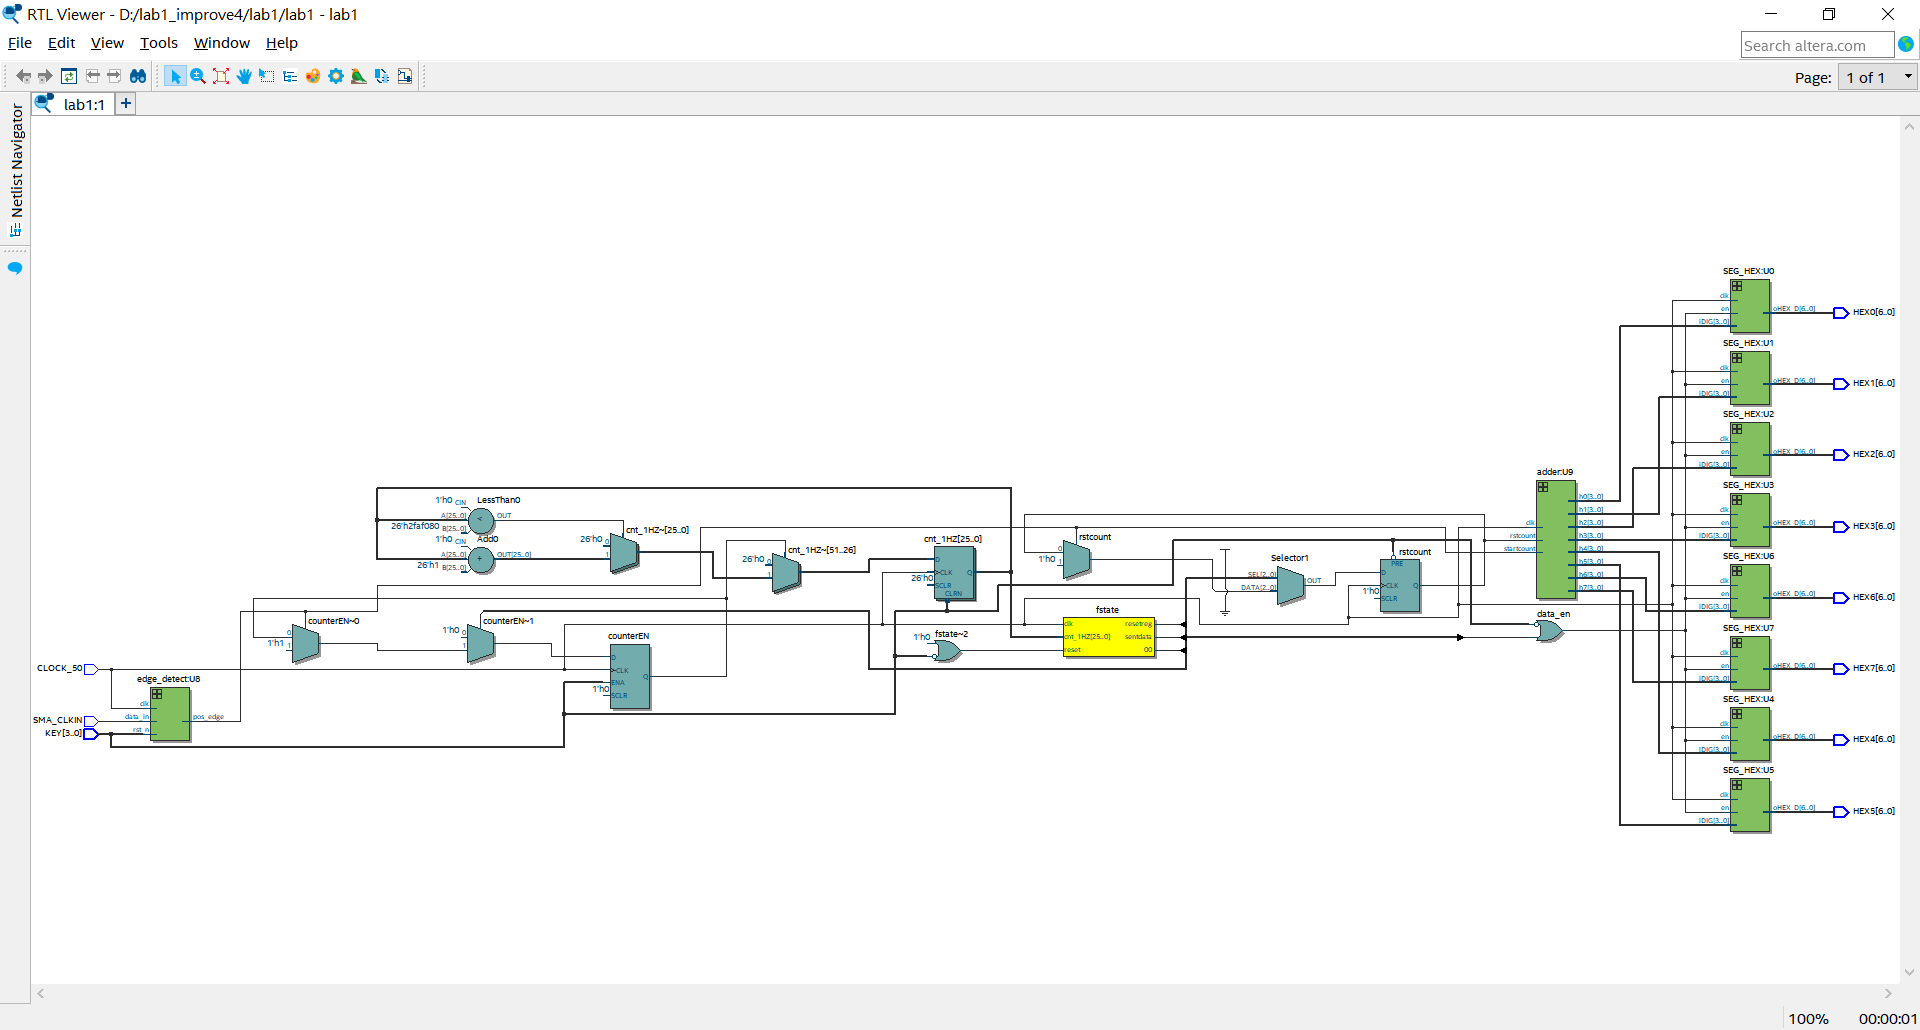 RTL Viewer - D:/lab1_improve4/lab1/lab1 - lab1
File Edit View Tools Window Help
Search altera.com
Page: 1 of 1
lab1:1
Netlist Navigator
SEG_HEX:U0
clk
en
iDIG[3..0]
oHEX_D[6..0]
HEX0[6..0]
SEG_HEX:U1
clk
en
iDIG[3..0]
oHEX_D[6..0]
HEX1[6..0]
SEG_HEX:U2
clk
en
iDIG[3..0]
oHEX_D[6..0]
HEX2[6..0]
SEG_HEX:U3
clk
en
iDIG[3..0]
oHEX_D[6..0]
HEX3[6..0]
SEG_HEX:U6
clk
en
iDIG[3..0]
oHEX_D[6..0]
HEX6[6..0]
SEG_HEX:U7
clk
en
iDIG[3..0]
oHEX_D[6..0]
HEX7[6..0]
SEG_HEX:U4
clk
en
iDIG[3..0]
oHEX_D[6..0]
HEX4[6..0]
SEG_HEX:U5
clk
en
iDIG[3..0]
oHEX_D[6..0]
HEX5[6..0]
adder:U9
clk
rstcount
startcount
h0[3..0]
h1[3..0]
h2[3..0]
h3[3..0]
h4[3..0]
h5[3..0]
h6[3..0]
h7[3..0]
data_en
LessThan0
1'h0 CIN
A[25..0]
26'h2faf080 B[25..0]
OUT
Add0
1'h0 CIN
A[25..0]
26'h1 B[25..0]
OUT[25..0]
cnt_1HZ~[25..0]
26'h0 0
1
cnt_1HZ~[51..26]
26'h0 0
1
cnt_1HZ[25..0]
D
CLK
26'h0
SCLR
CLRN
Q
rstcount
0
1'h0 1
Selector1
SEL[2..0]
DATA[2..0]
OUT
rstcount
PRE
D
CLK
1'h0 SCLR
Q
fstate
clk
cnt_1HZ[25..0]
reset
resetreg
sentdata
00
fstate~2
1'h0
counterEN~0
0
1'h1 1
counterEN~1
1'h0 0
1
counterEN
D
CLK
ENA
1'h0 SCLR
Q
CLOCK_50
edge_detect:U8
clk
data_in
rst_n
pos_edge
SMA_CLKIN
KEY[3..0]
100% 00:00:01